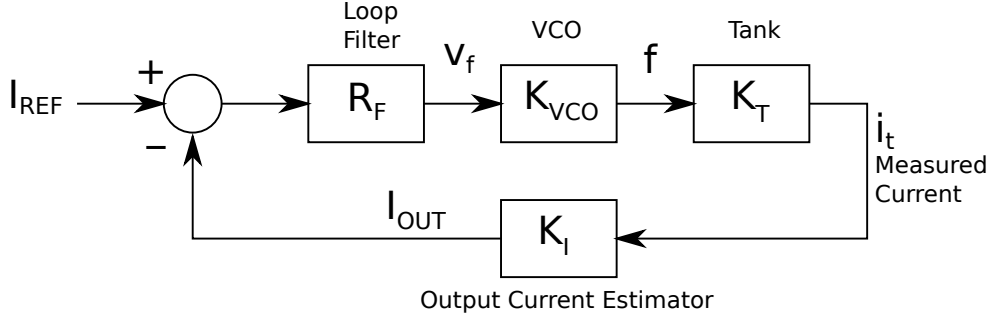 Loop
Filter
VCO
Tank
I_REF
+
−
R_F
v_f
K_VCO
f
K_T
i_t
Measured
Current
I_OUT
K_I
Output Current Estimator